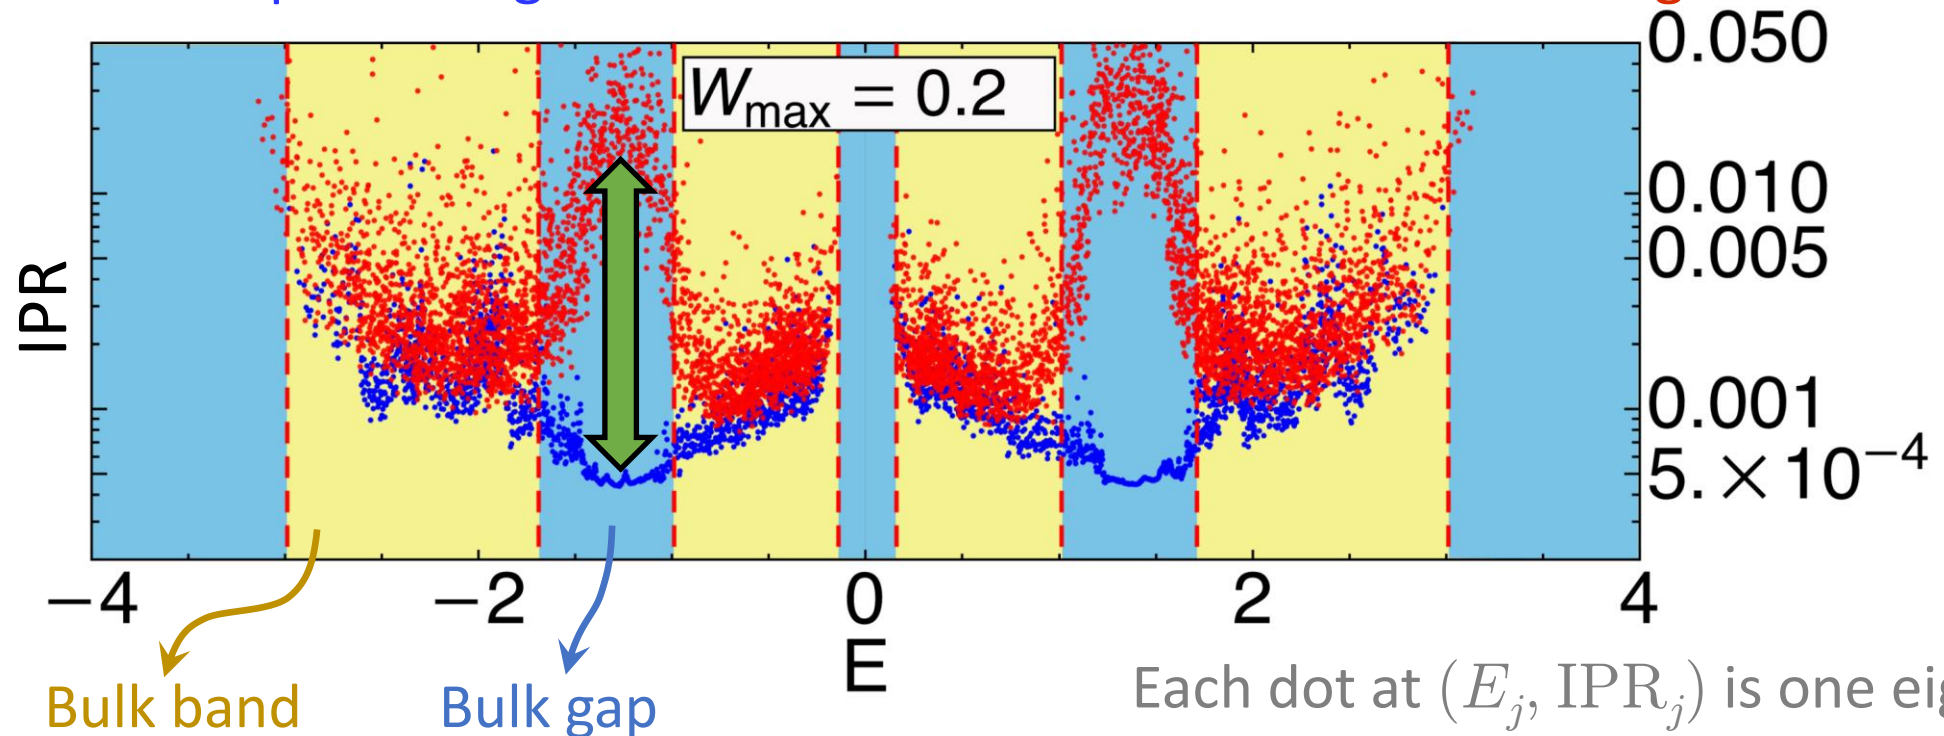 W_max = 0.2
0.050
0.010
0.005
0.001
5.×10⁻⁴
IPR
−4 −2 0 2 4
E
Each dot at (E_j, IPR_j) is one
Bulk band Bulk gap